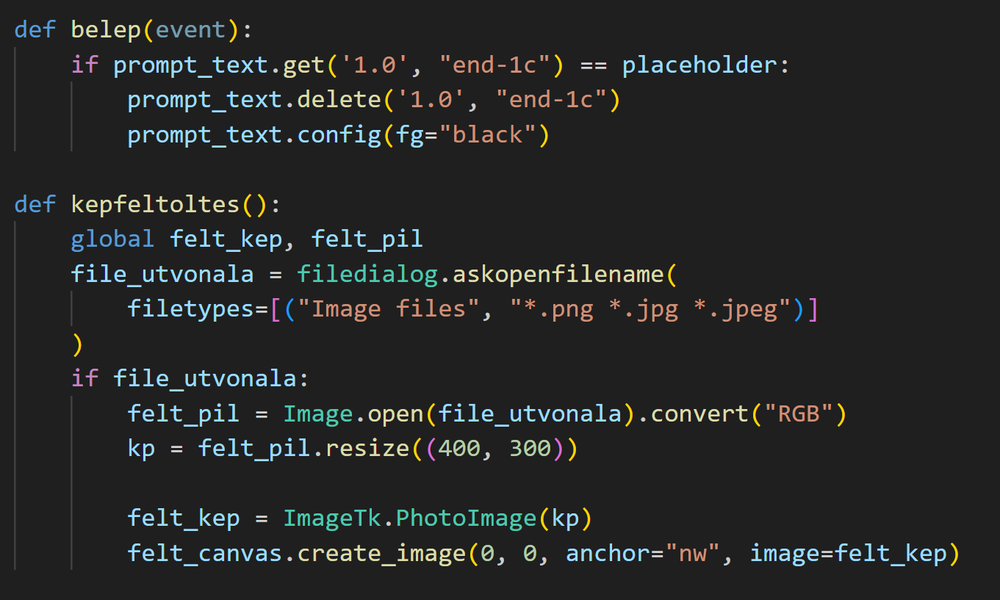 def belep(event):
    if prompt_text.get('1.0', "end-1c") == placeholder:
        prompt_text.delete('1.0', "end-1c")
        prompt_text.config(fg="black")

def kepfeltoltes():
    global felt_kep, felt_pil
    file_utvonala = filedialog.askopenfilename(
        filetypes=[("Image files", "*.png *.jpg *.jpeg")]
    )
    if file_utvonala:
        felt_pil = Image.open(file_utvonala).convert("RGB")
        kp = felt_pil.resize((400, 300))

        felt_kep = ImageTk.PhotoImage(kp)
        felt_canvas.create_image(0, 0, anchor="nw", image=felt_kep)